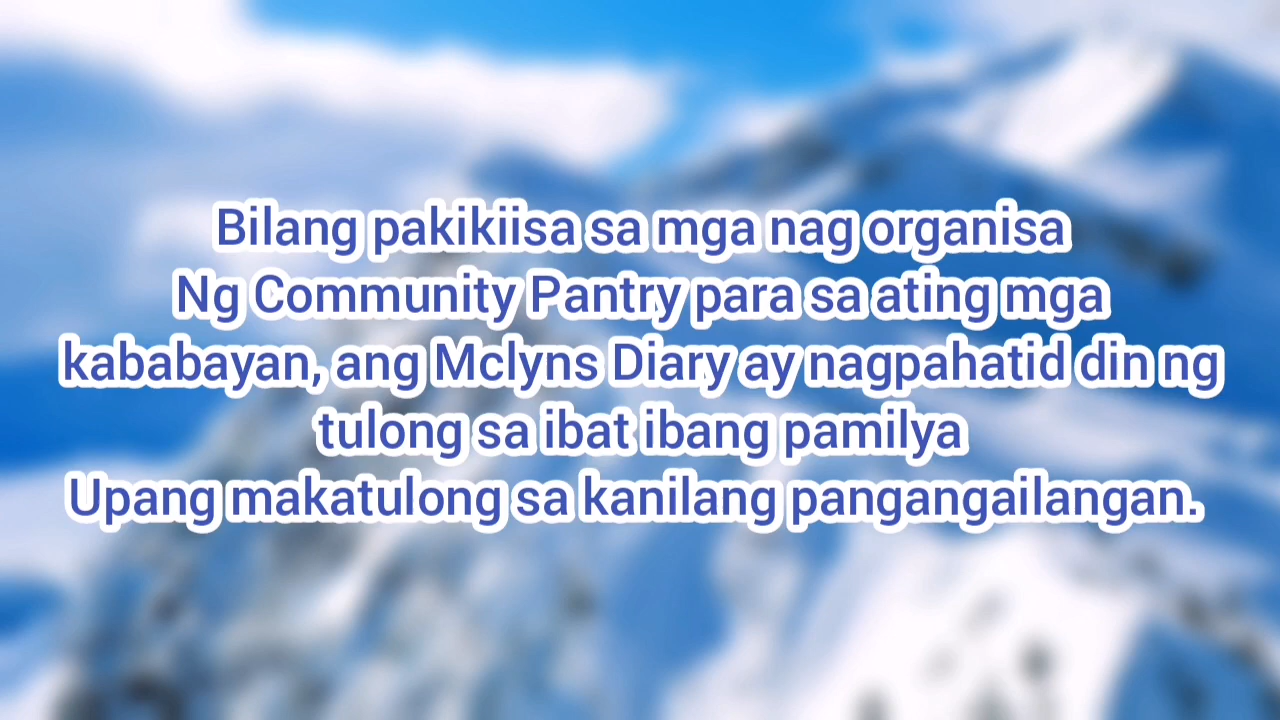 Bilang pakikiisa sa mga nag organisa
Ng Community Pantry para sa ating mga
kababayan, ang Mclyns Diary ay nagpahatid din ng
tulong sa ibat ibang pamilya
Upang makatulong sa kanilang pangangailangan.